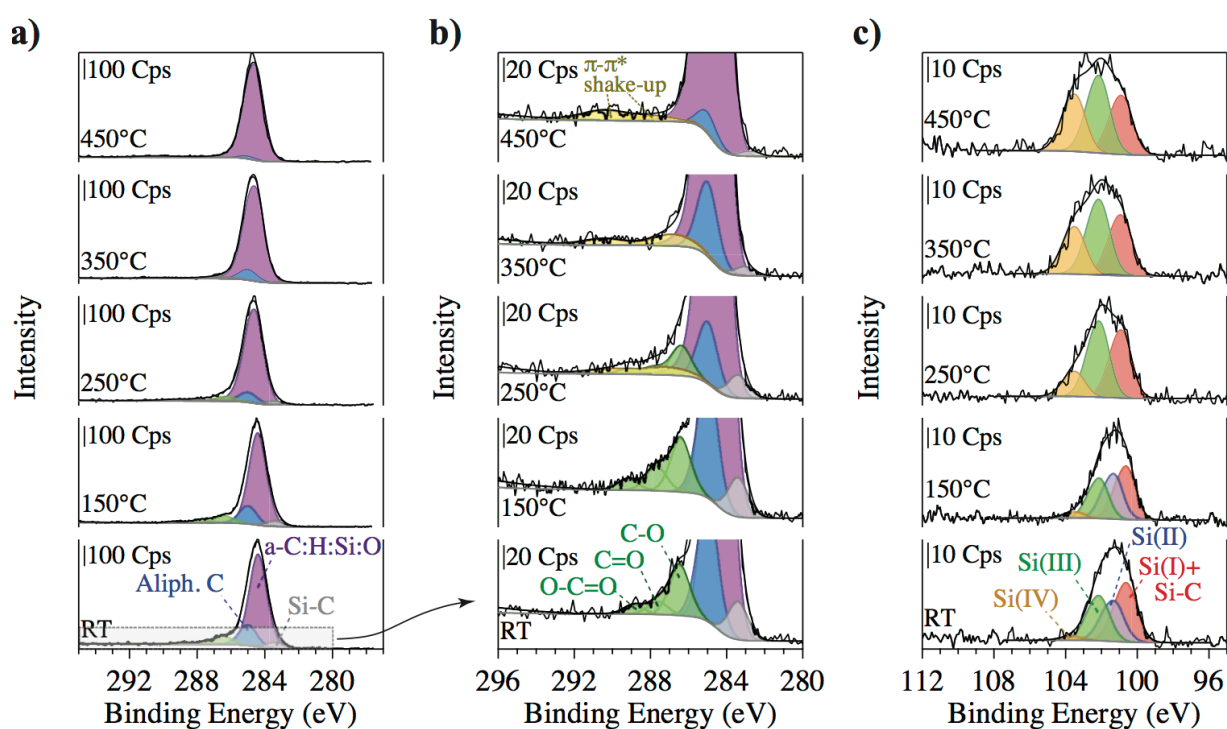 a)
Intensity
|100 Cps
450°C
|100 Cps
350°C
|100 Cps
250°C
|100 Cps
150°C
|100 Cps
a-C:H:Si:O
Aliph. C
Si-C
RT
292 288 284 280
Binding Energy (eV)
b)
Intensity
|20 Cps
π-π*
shake-up
450°C
|20 Cps
350°C
|20 Cps
250°C
|20 Cps
150°C
|20 Cps
C-O
C=O
O-C=O
RT
296 292 288 284 280
Binding Energy (eV)
c)
Intensity
|10 Cps
450°C
|10 Cps
350°C
|10 Cps
250°C
|10 Cps
150°C
|10 Cps
Si(II)
Si(III)
Si(I)+
Si-C
Si(IV)
RT
112 108 104 100 96
Binding Energy (eV)